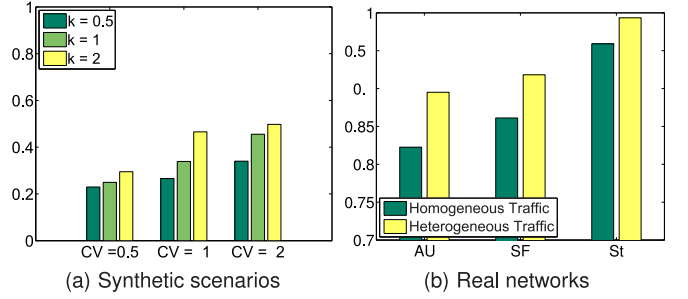 1
0.8
0.6
0.4
0.2
0
k = 0.5
k = 1
k = 2
CV =0.5 CV = 1 CV = 2
(a) Synthetic scenarios
1
0.5
0.
0.85
0.8
0.75
0.7
Homogeneous Traffic
Heterogeneous Traffic
AU SF St
(b) Real networks